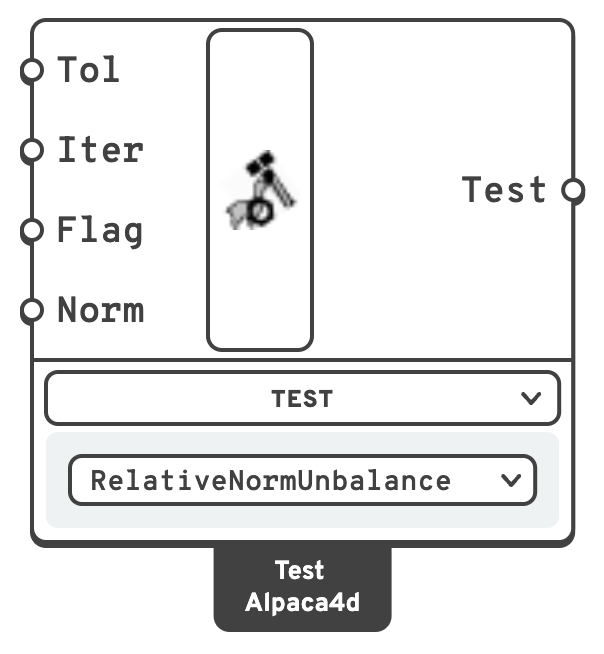 Tol
Iter
Flag
Norm
Test
TEST
RelativeNormUnbalance
Test
Alpaca4d